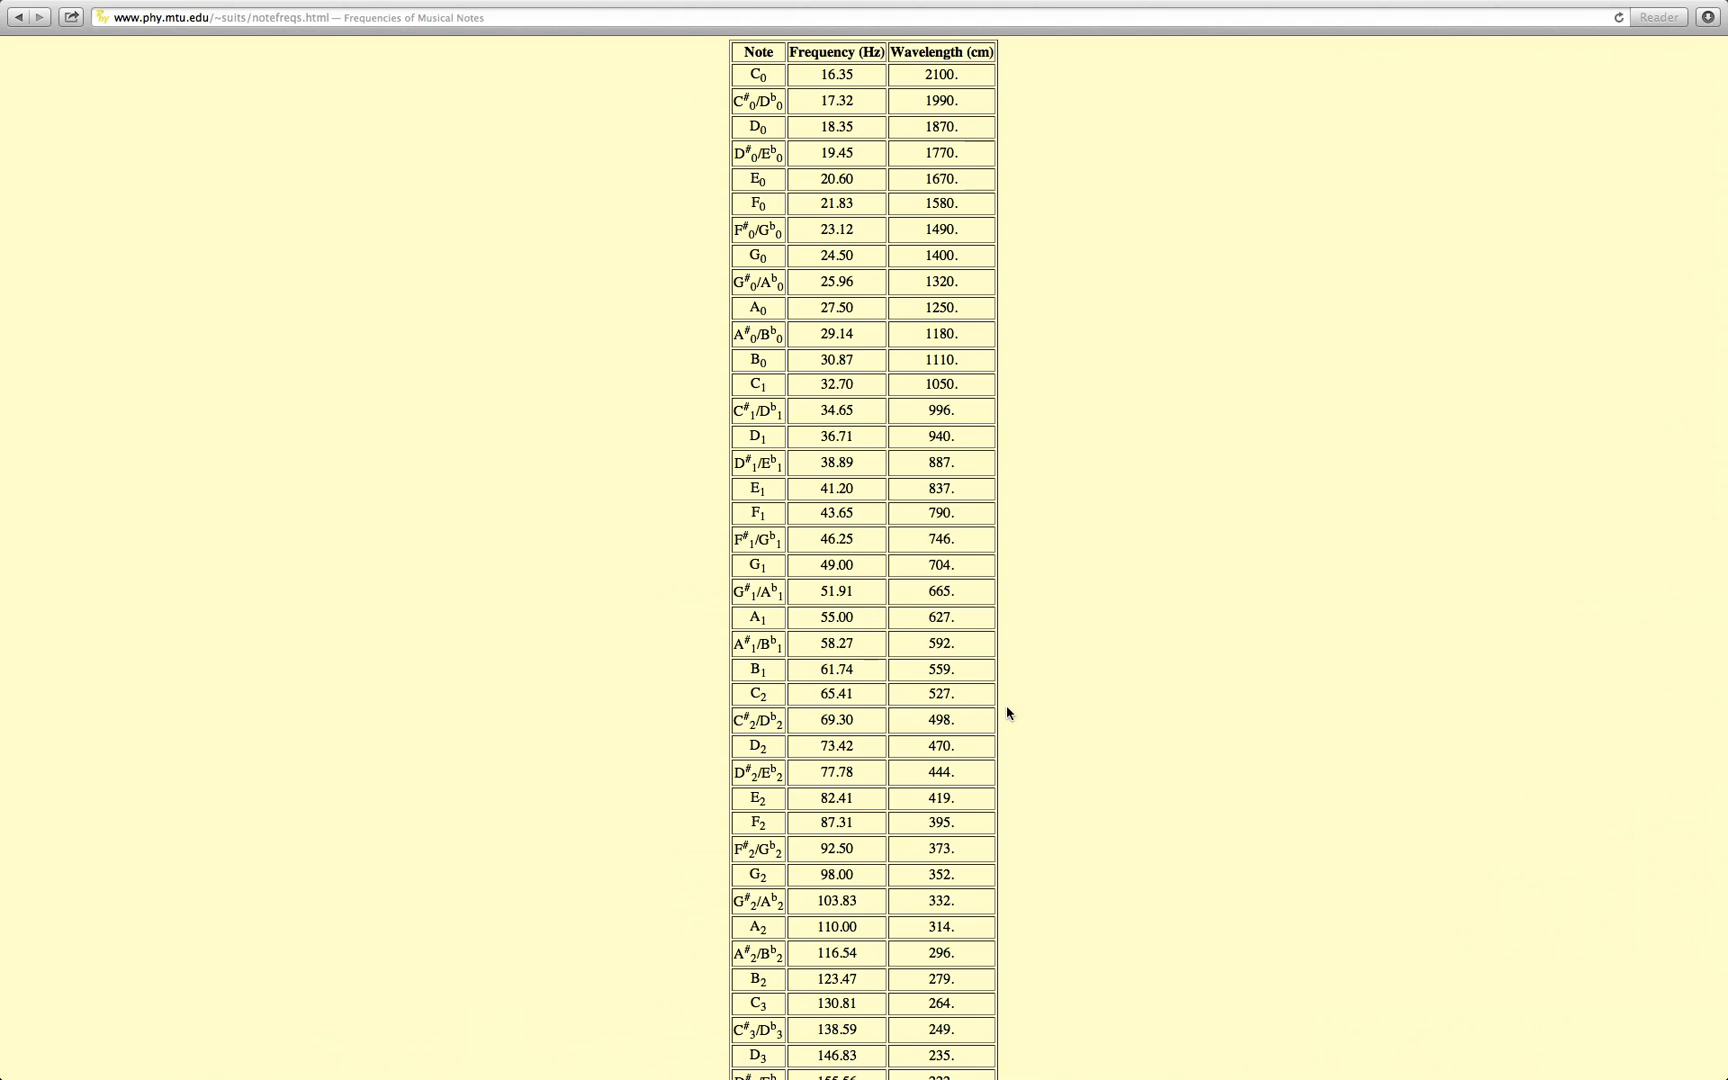 www.phy.mtu.edu/~suits/notefreqs.html — Frequencies of Musical Notes Reader
Note Frequency (Hz) Wavelength (cm)
C0 16.35 2100.
C#0/Db0 17.32 1990.
D0 18.35 1870.
D#0/Eb0 19.45 1770.
E0 20.60 1670.
F0 21.83 1580.
F#0/Gb0 23.12 1490.
G0 24.50 1400.
G#0/Ab0 25.96 1320.
A0 27.50 1250.
A#0/Bb0 29.14 1180.
B0 30.87 1110.
C1 32.70 1050.
C#1/Db1 34.65 996.
D1 36.71 940.
D#1/Eb1 38.89 887.
E1 41.20 837.
F1 43.65 790.
F#1/Gb1 46.25 746.
G1 49.00 704.
G#1/Ab1 51.91 665.
A1 55.00 627.
A#1/Bb1 58.27 592.
B1 61.74 559.
C2 65.41 527.
C#2/Db2 69.30 498.
D2 73.42 470.
D#2/Eb2 77.78 444.
E2 82.41 419.
F2 87.31 395.
F#2/Gb2 92.50 373.
G2 98.00 352.
G#2/Ab2 103.83 332.
A2 110.00 314.
A#2/Bb2 116.54 296.
B2 123.47 279.
C3 130.81 264.
C#3/Db3 138.59 249.
D3 146.83 235.